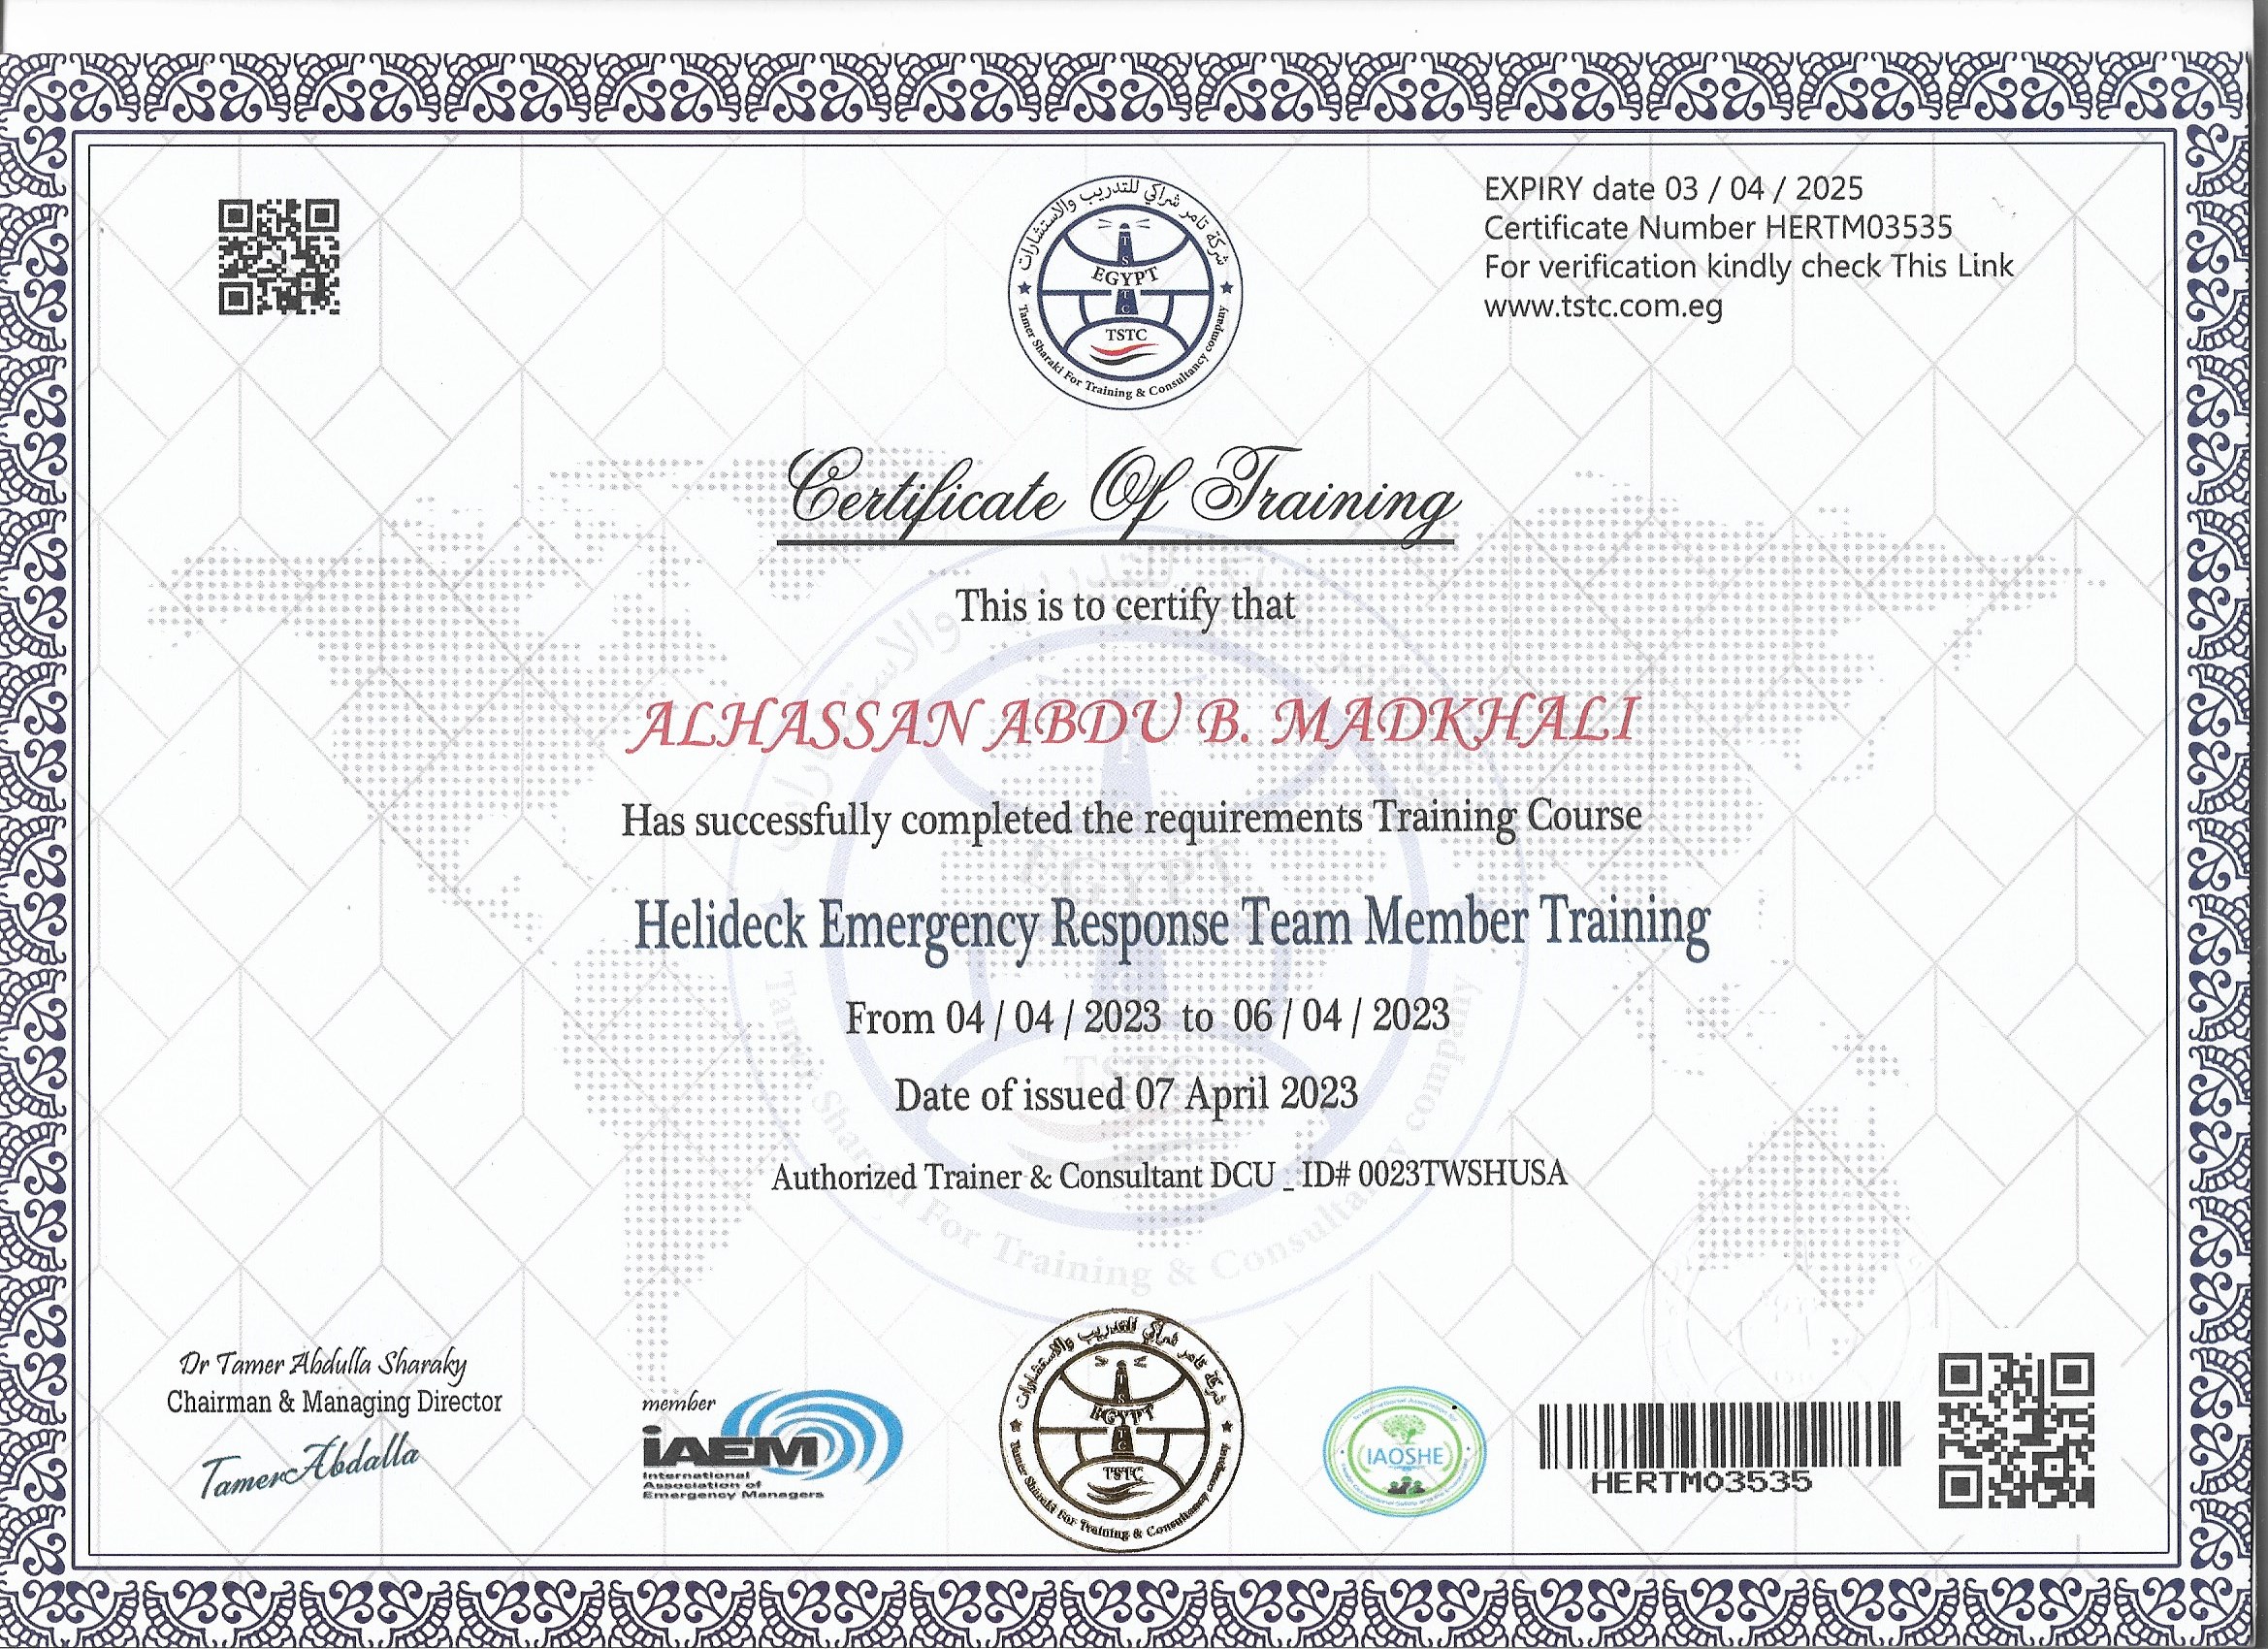 EXPIRY date 03 / 04 / 2025
Certificate Number HERTM03535
For verification kindly check This Link
www.tstc.com.eg
شركة تامر شراكي للتدريب والاستشارات
EGYPT
TSTC
Tamer Sharaki For Training & Consultancy company
Certificate Of Training
This is to certify that
ALHASSAN ABDU B. MADKHALI
Has successfully completed the requirements Training Course
Helideck Emergency Response Team Member Training
From 04 / 04 / 2023 to 06 / 04 / 2023
Date of issued 07 April 2023
Authorized Trainer & Consultant DCU _ ID# 0023TWSHUSA
Dr Tamer Abdulla Sharaky
Chairman & Managing Director
Tamer Abdalla
member
iAEM
International
Association of
Emergency Managers
شركة تامر شراكي للتدريب والاستشارات
EGYPT
TSTC
Tamer Sharaki For Training & Consultancy company
IAOSHE
HERTM03535